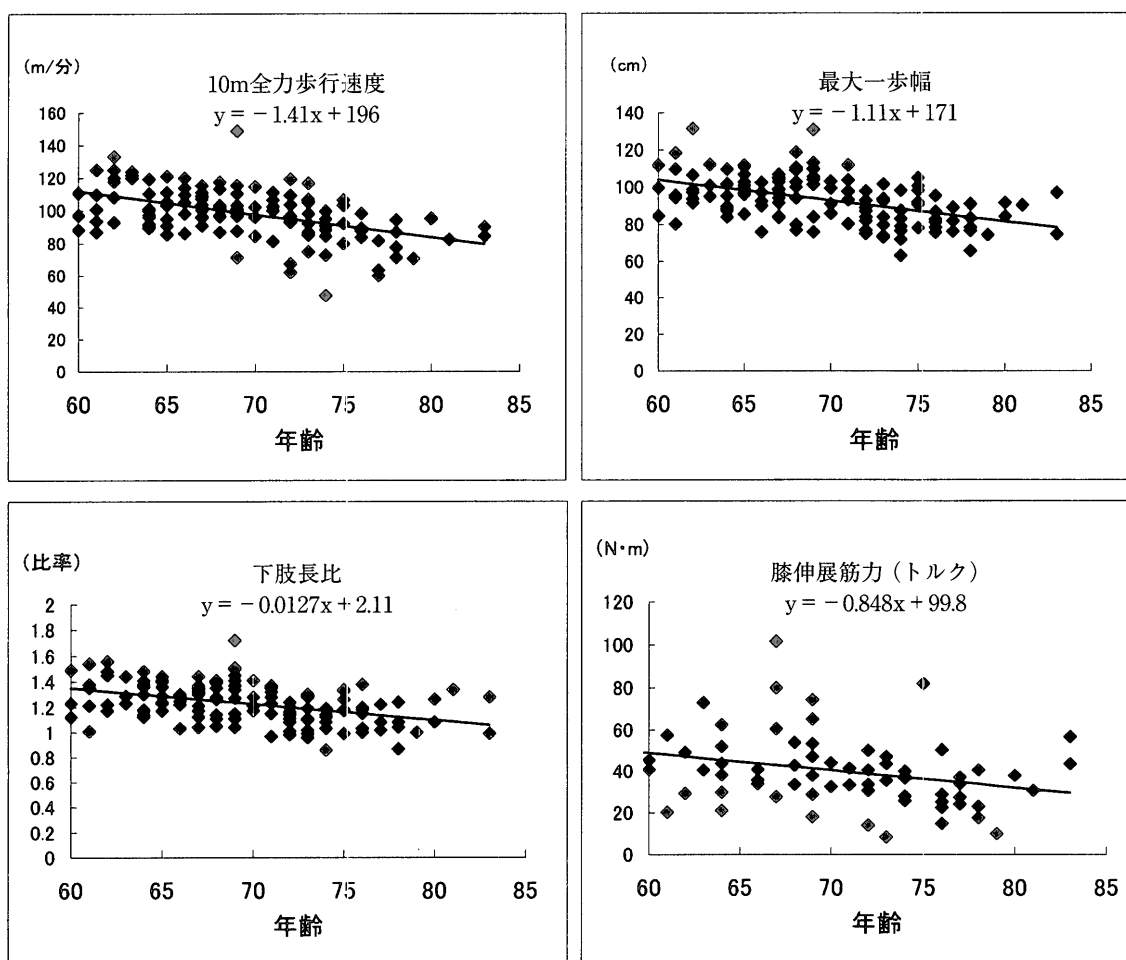 (m/分)
10m全力歩行速度
y = −1.41x + 196
160
140
120
100
80
60
40
20
0
60 65 70 75 80 85
年齢
(cm)
最大一歩幅
y = −1.11x + 171
140
120
100
80
60
40
20
0
60 65 70 75 80 85
年齢
(比率)
下肢長比
y = −0.0127x + 2.11
2
1.8
1.6
1.4
1.2
1
0.8
0.6
0.4
0.2
0
60 65 70 75 80 85
年齢
(N・m)
膝伸展筋力（トルク）
y = −0.848x + 99.8
120
100
80
60
40
20
0
60 65 70 75 80 85
年齢